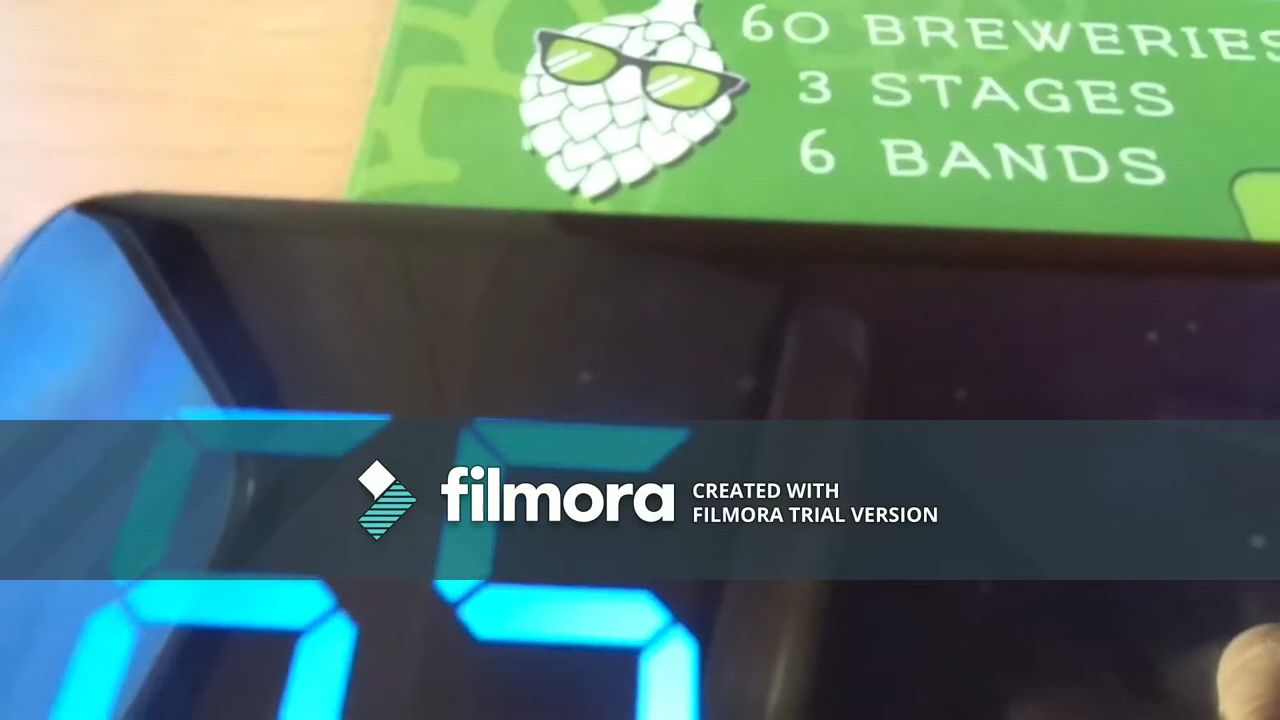 60 BREWERIES
3 STAGES
6 BANDS
filmora
CREATED WITH
FILMORA TRIAL VERSION